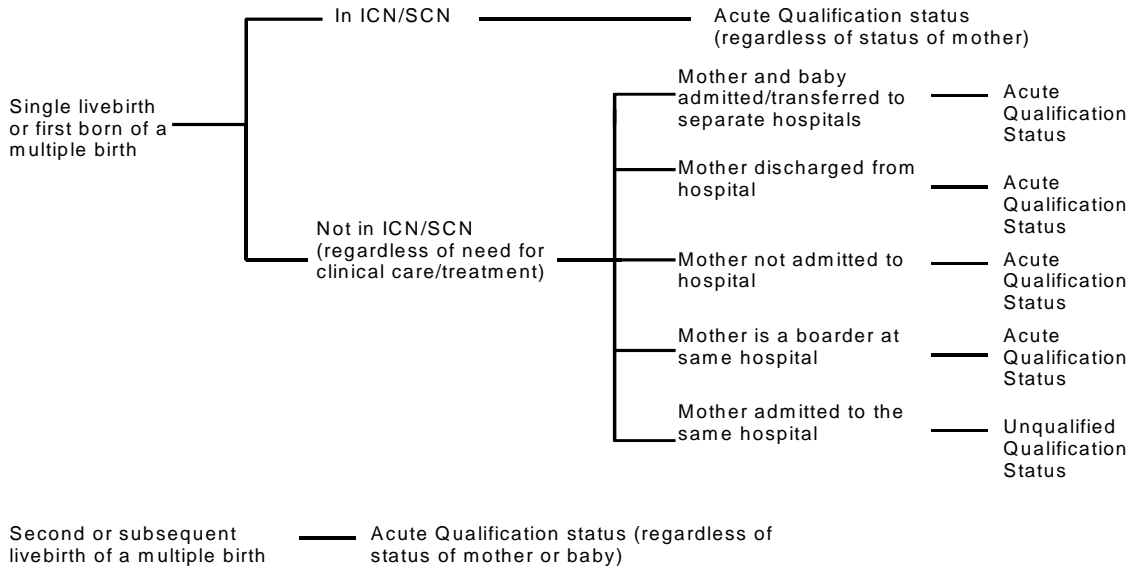 In ICN/SCN
Acute Qualification status
(regardless of status of mother)
Single livebirth
or first born of a
multiple birth
Mother and baby
admitted/transferred to
separate hospitals
Acute
Qualification
Status
Mother discharged from
hospital
Acute
Qualification
Status
Not in ICN/SCN
(regardless of need for
clinical care/treatment)
Mother not admitted to
hospital
Acute
Qualification
Status
Mother is a boarder at
same hospital
Acute
Qualification
Status
Mother admitted to the
same hospital
Unqualified
Qualification
Status
Second or subsequent
livebirth of a multiple birth
Acute Qualification status (regardless of
status of mother or baby)